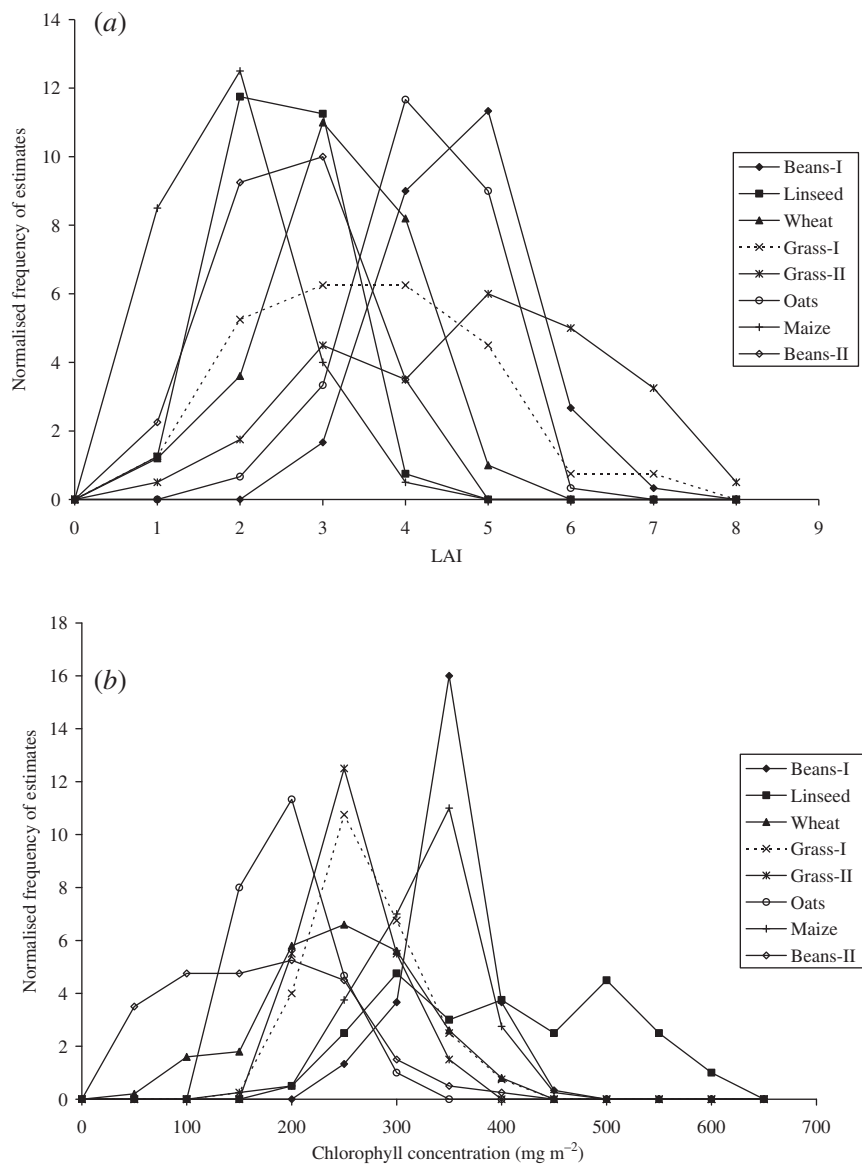 (a)
14
12
10
8
6
4
2
0
Normalised frequency of estimates
0 1 2 3 4 5 6 7 8 9
LAI
Beans-I
Linseed
Wheat
Grass-I
Grass-II
Oats
Maize
Beans-II
(b)
18
16
14
12
10
8
6
4
2
0
Normalised frequency of estimates
0 100 200 300 400 500 600 700
Chlorophyll concentration (mg m⁻²)
Beans-I
Linseed
Wheat
Grass-I
Grass-II
Oats
Maize
Beans-II